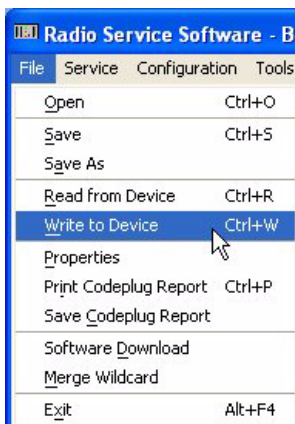 Radio Service Software - B
File Service Configuration Tools
Open Ctrl+O
Save Ctrl+S
Save As
Read from Device Ctrl+R
Write to Device Ctrl+W
Properties
Print Codeplug Report Ctrl+P
Save Codeplug Report
Software Download
Merge Wildcard
Exit Alt+F4